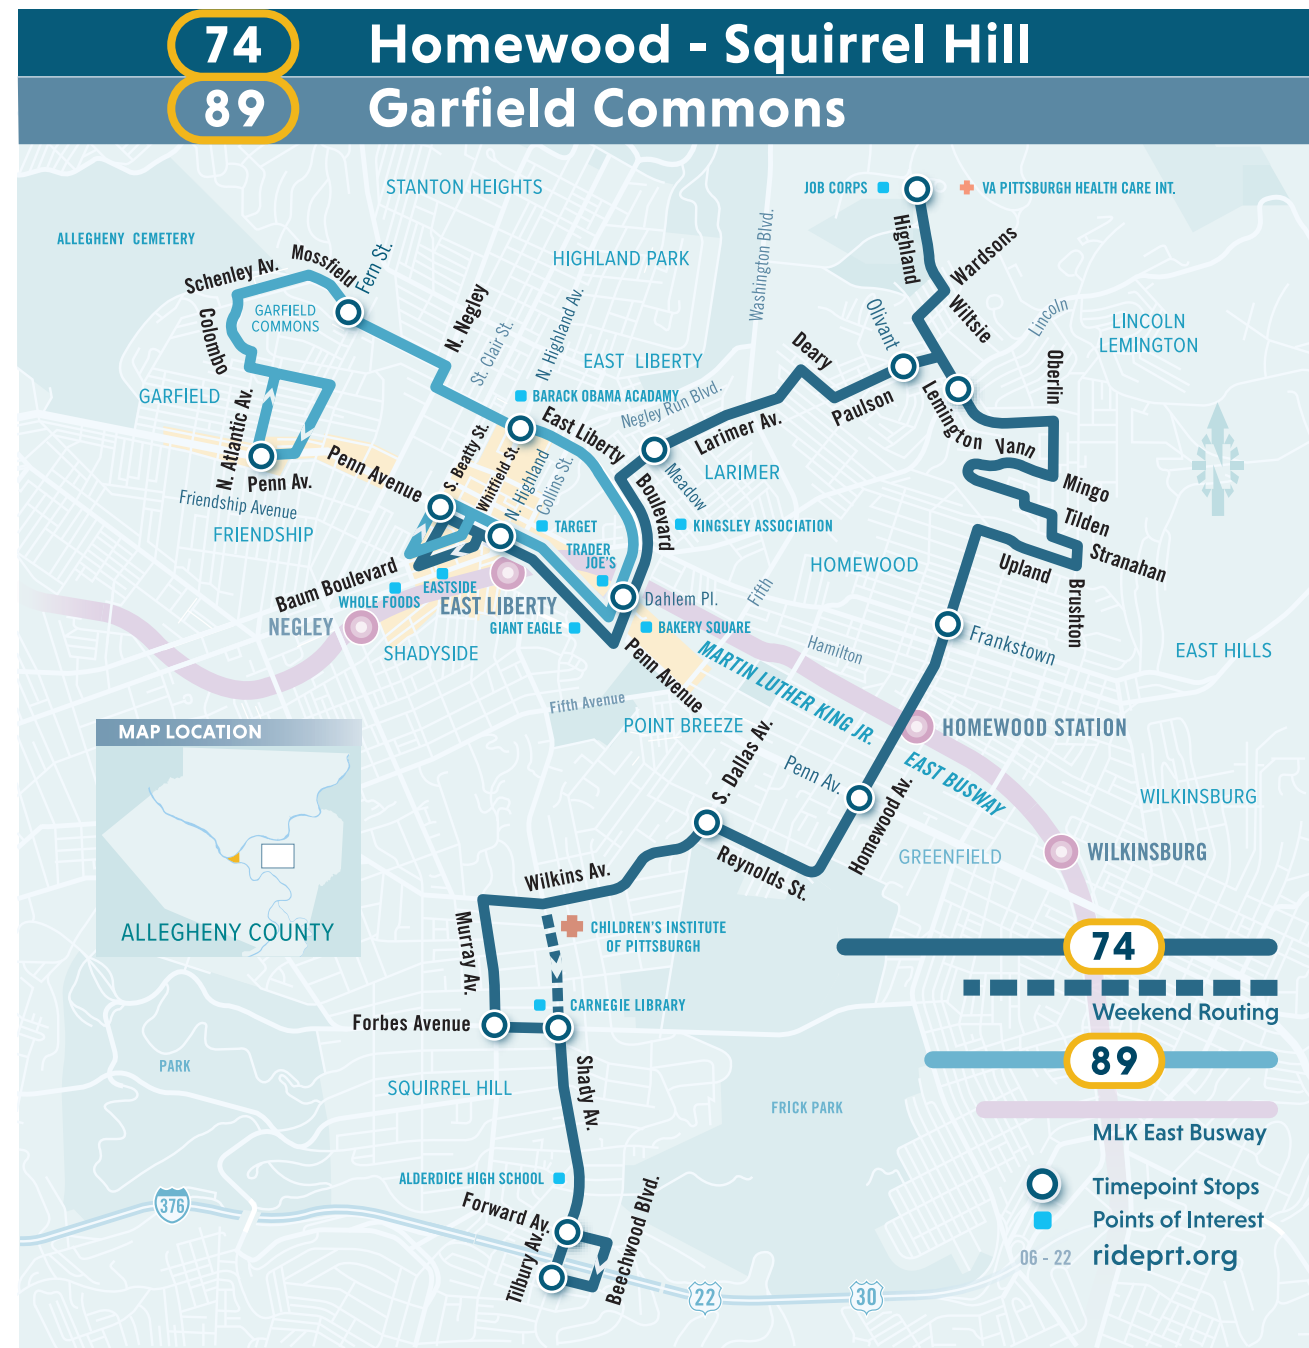 74 Homewood - Squirrel Hill
89 Garfield Commons
STANTON HEIGHTS
JOB CORPS
VA PITTSBURGH HEALTH CARE INT.
ALLEGHENY CEMETERY
Mossfield
Fern St.
Schenley Av.
HIGHLAND PARK
Washington Blvd.
Highland
Wardsons
Wiltsie
GARFIELD
COMMONS
Colombo
N. Negley
St. Clair St.
N. Highland Av.
Olivant
Lincoln
LINCOLN
LEMINGTON
EAST LIBERTY
Deary
Oberlin
GARFIELD
BARACK OBAMA ACADAMY
Negley Run Blvd.
Paulson
Lemington
N. Atlantic Av.
Penn Avenue
S. Beatty St.
Whitfield St.
East Liberty
Larimer Av.
Vann
Penn Av.
Friendship Avenue
N. Highland
Collins St.
Boulevard
Meadow
LARIMER
Mingo
FRIENDSHIP
TARGET
KINGSLEY ASSOCIATION
Tilden
TRADER
JOE'S
HOMEWOOD
Upland
Stranahan
Baum Boulevard
EASTSIDE
WHOLE FOODS
EAST LIBERTY
Dahlem Pl.
Fifth
Brushton
NEGLEY
GIANT EAGLE
BAKERY SQUARE
Frankstown
SHADYSIDE
Penn Avenue
MARTIN LUTHER KING JR.
Hamilton
EAST HILLS
Fifth Avenue
POINT BREEZE
HOMEWOOD STATION
MAP LOCATION
S. Dallas Av.
Penn Av.
EAST BUSWAY
Homewood Av.
WILKINSBURG
Reynolds St.
GREENFIELD
WILKINSBURG
Wilkins Av.
ALLEGHENY COUNTY
Murray Av.
CHILDREN'S INSTITUTE
OF PITTSBURGH
74
CARNEGIE LIBRARY
Weekend Routing
Forbes Avenue
89
PARK
SQUIRREL HILL
Shady Av.
FRICK PARK
MLK East Busway
ALDERDICE HIGH SCHOOL
Timepoint Stops
376
Forward Av.
Points of Interest
Tilbury Av.
Beechwood Blvd.
06 - 22 rideprt.org
22
30